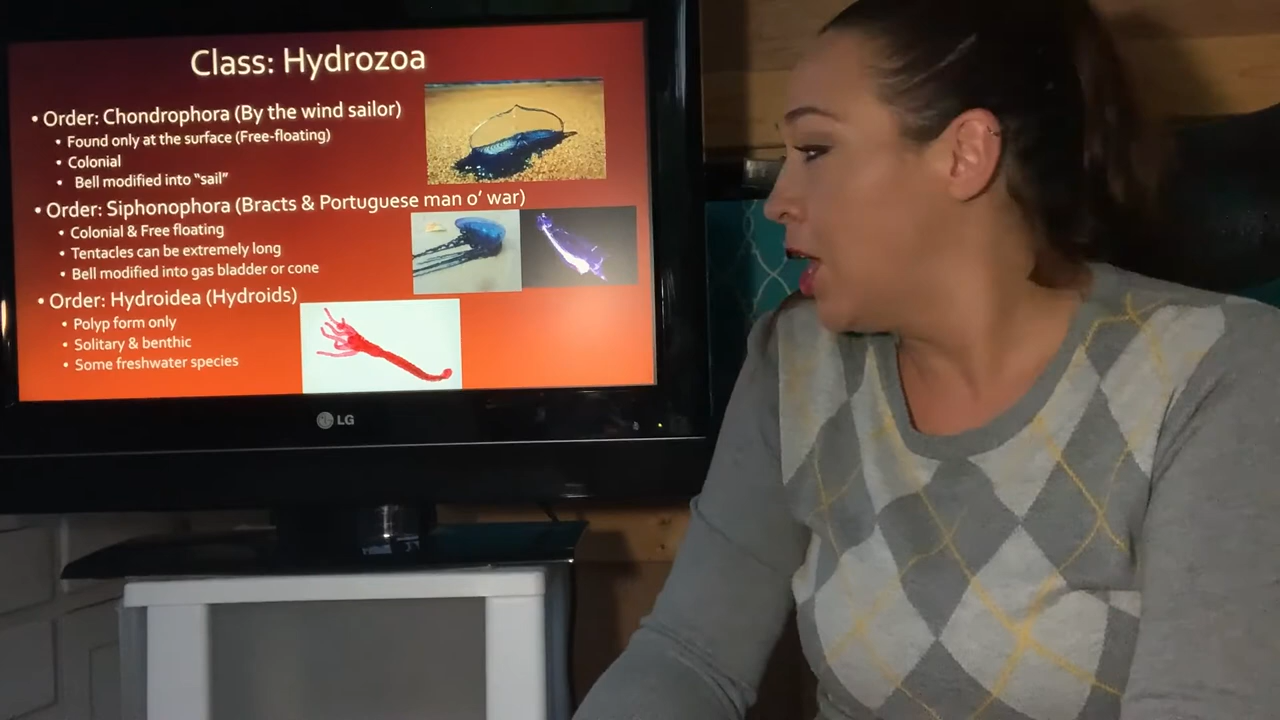 Class: Hydrozoa
• Order: Chondrophora (By the wind sailor)
• Found only at the surface (Free-floating)
• Colonial
• Bell modified into “sail”
• Order: Siphonophora (Bracts & Portuguese man o’ war)
• Colonial & Free floating
• Tentacles can be extremely long
• Bell modified into gas bladder or cone
• Order: Hydroidea (Hydroids)
• Polyp form only
• Solitary & benthic
• Some freshwater species
LG